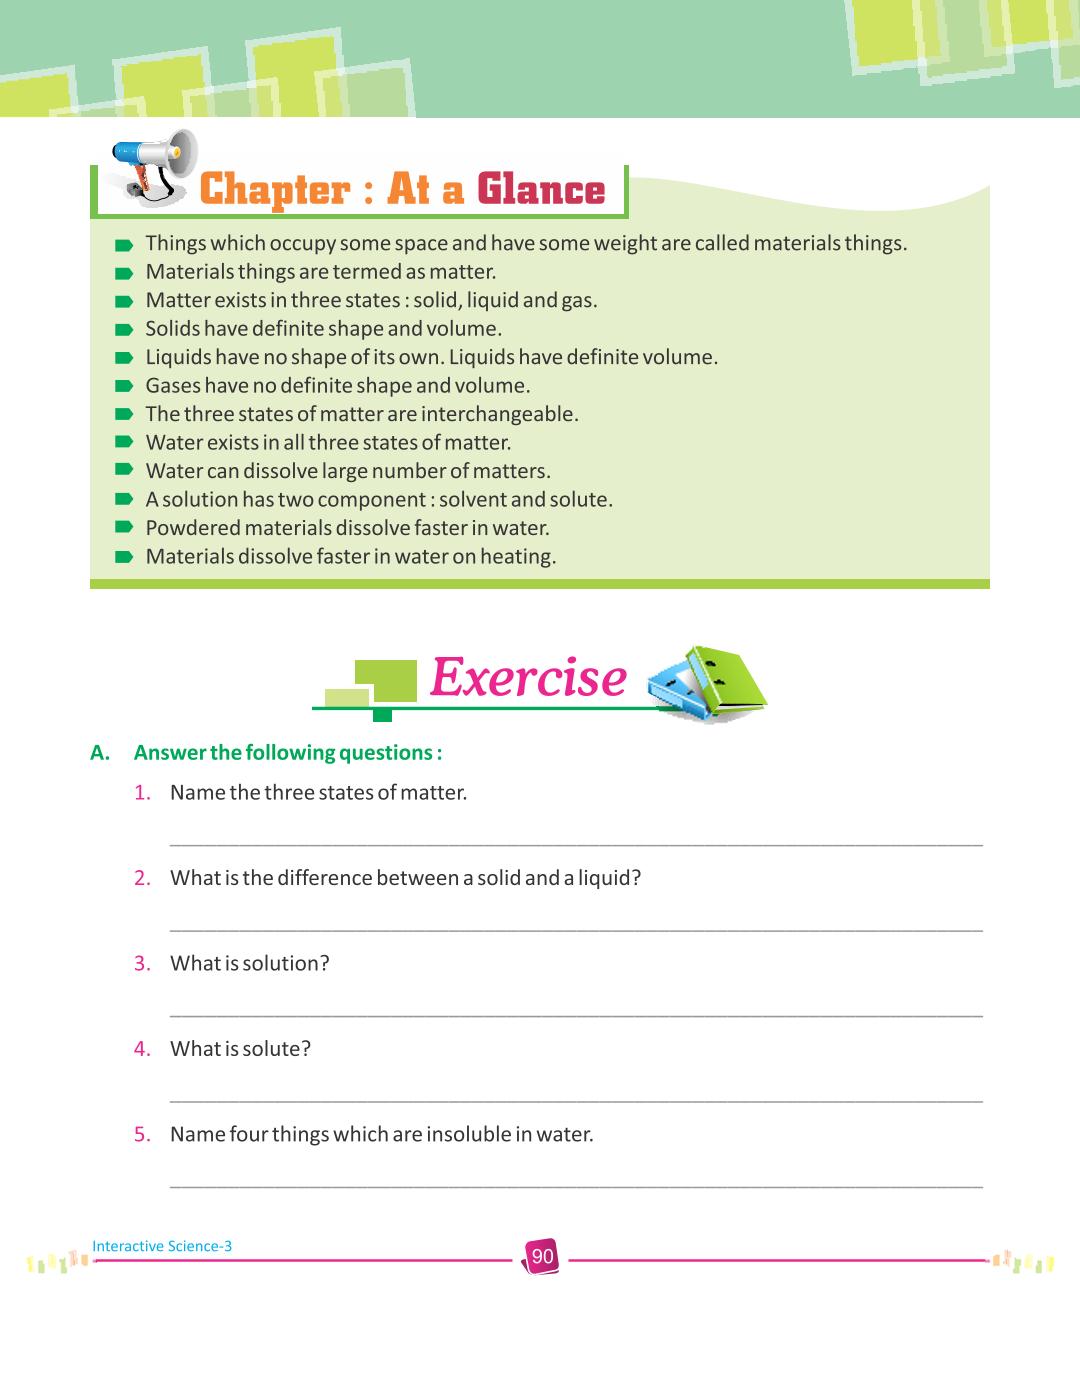 Chapter : At a Glance
Things which occupy some space and have some weight are called materials things.
Materials things are termed as matter.
Matter exists in three states : solid, liquid and gas.
Solids have definite shape and volume.
Liquids have no shape of its own. Liquids have definite volume.
Gases have no definite shape and volume.
The three states of matter are interchangeable.
Water exists in all three states of matter.
Water can dissolve large number of matters.
A solution has two component : solvent and solute.
Powdered materials dissolve faster in water.
Materials dissolve faster in water on heating.
Exercise
A. Answer the following questions :
1. Name the three states of matter.
2. What is the difference between a solid and a liquid?
3. What is solution?
4. What is solute?
5. Name four things which are insoluble in water.
Interactive Science-3
90